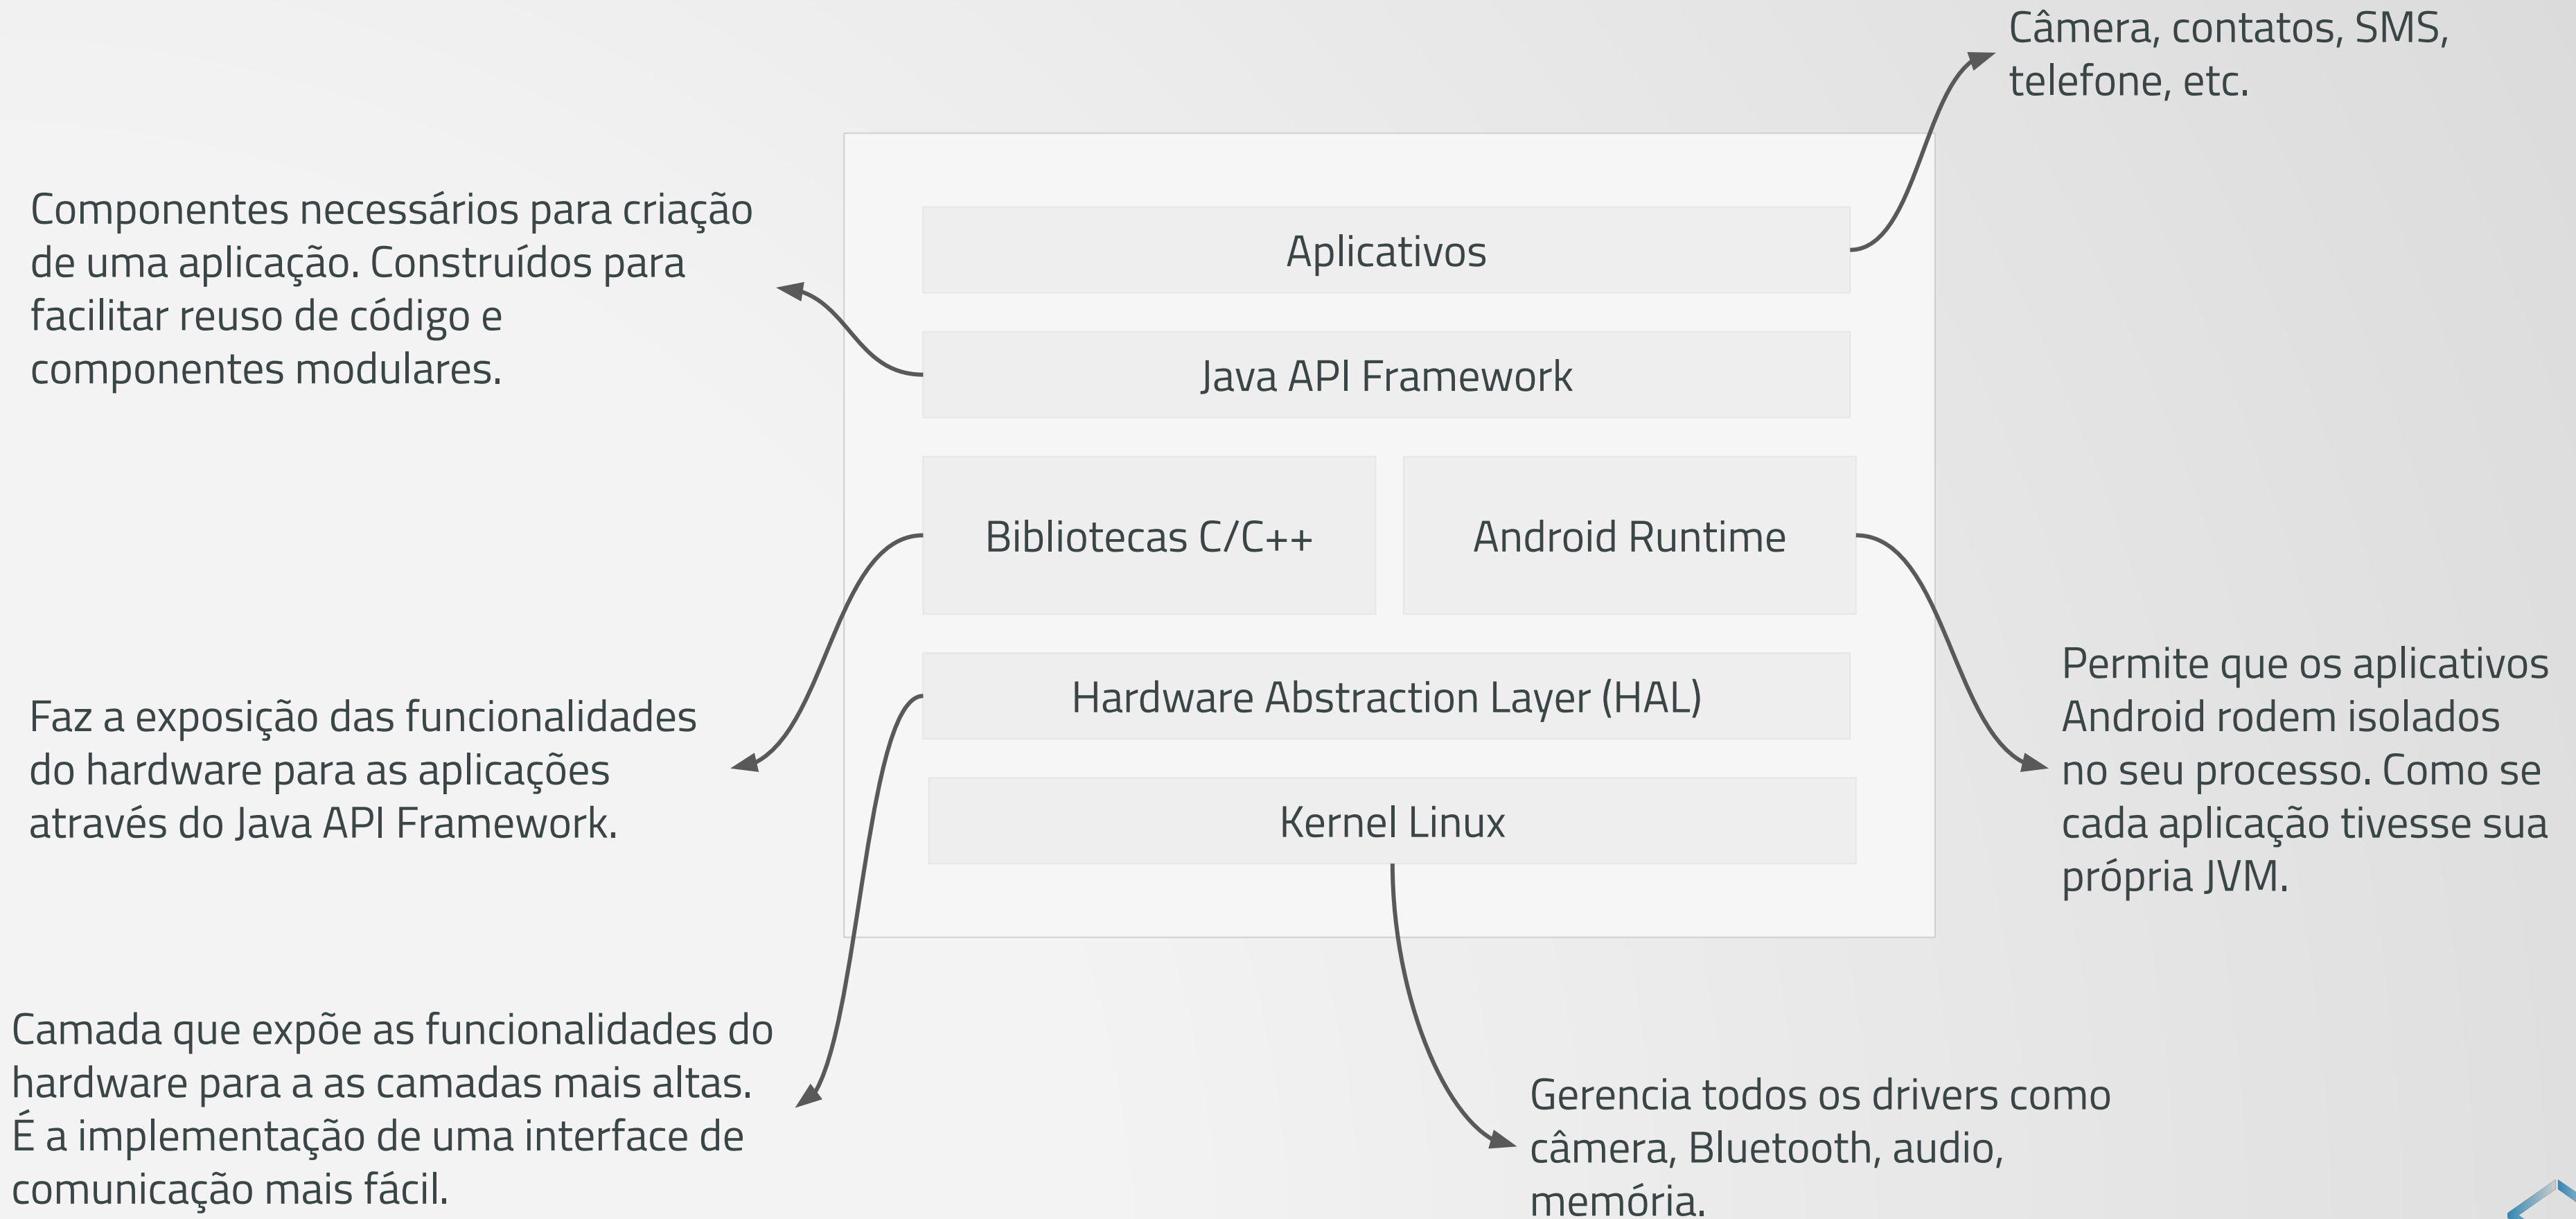 Câmera, contatos, SMS,
telefone, etc.
Componentes necessários para criação
de uma aplicação. Construídos para
facilitar reuso de código e
componentes modulares.
Aplicativos
Java API Framework
Bibliotecas C/C++
Android Runtime
Hardware Abstraction Layer (HAL)
Kernel Linux
Faz a exposição das funcionalidades
do hardware para as aplicações
através do Java API Framework.
Permite que os aplicativos
Android rodem isolados
no seu processo. Como se
cada aplicação tivesse sua
própria JVM.
Camada que expõe as funcionalidades do
hardware para a as camadas mais altas.
É a implementação de uma interface de
comunicação mais fácil.
Gerencia todos os drivers como
câmera, Bluetooth, audio,
memória.